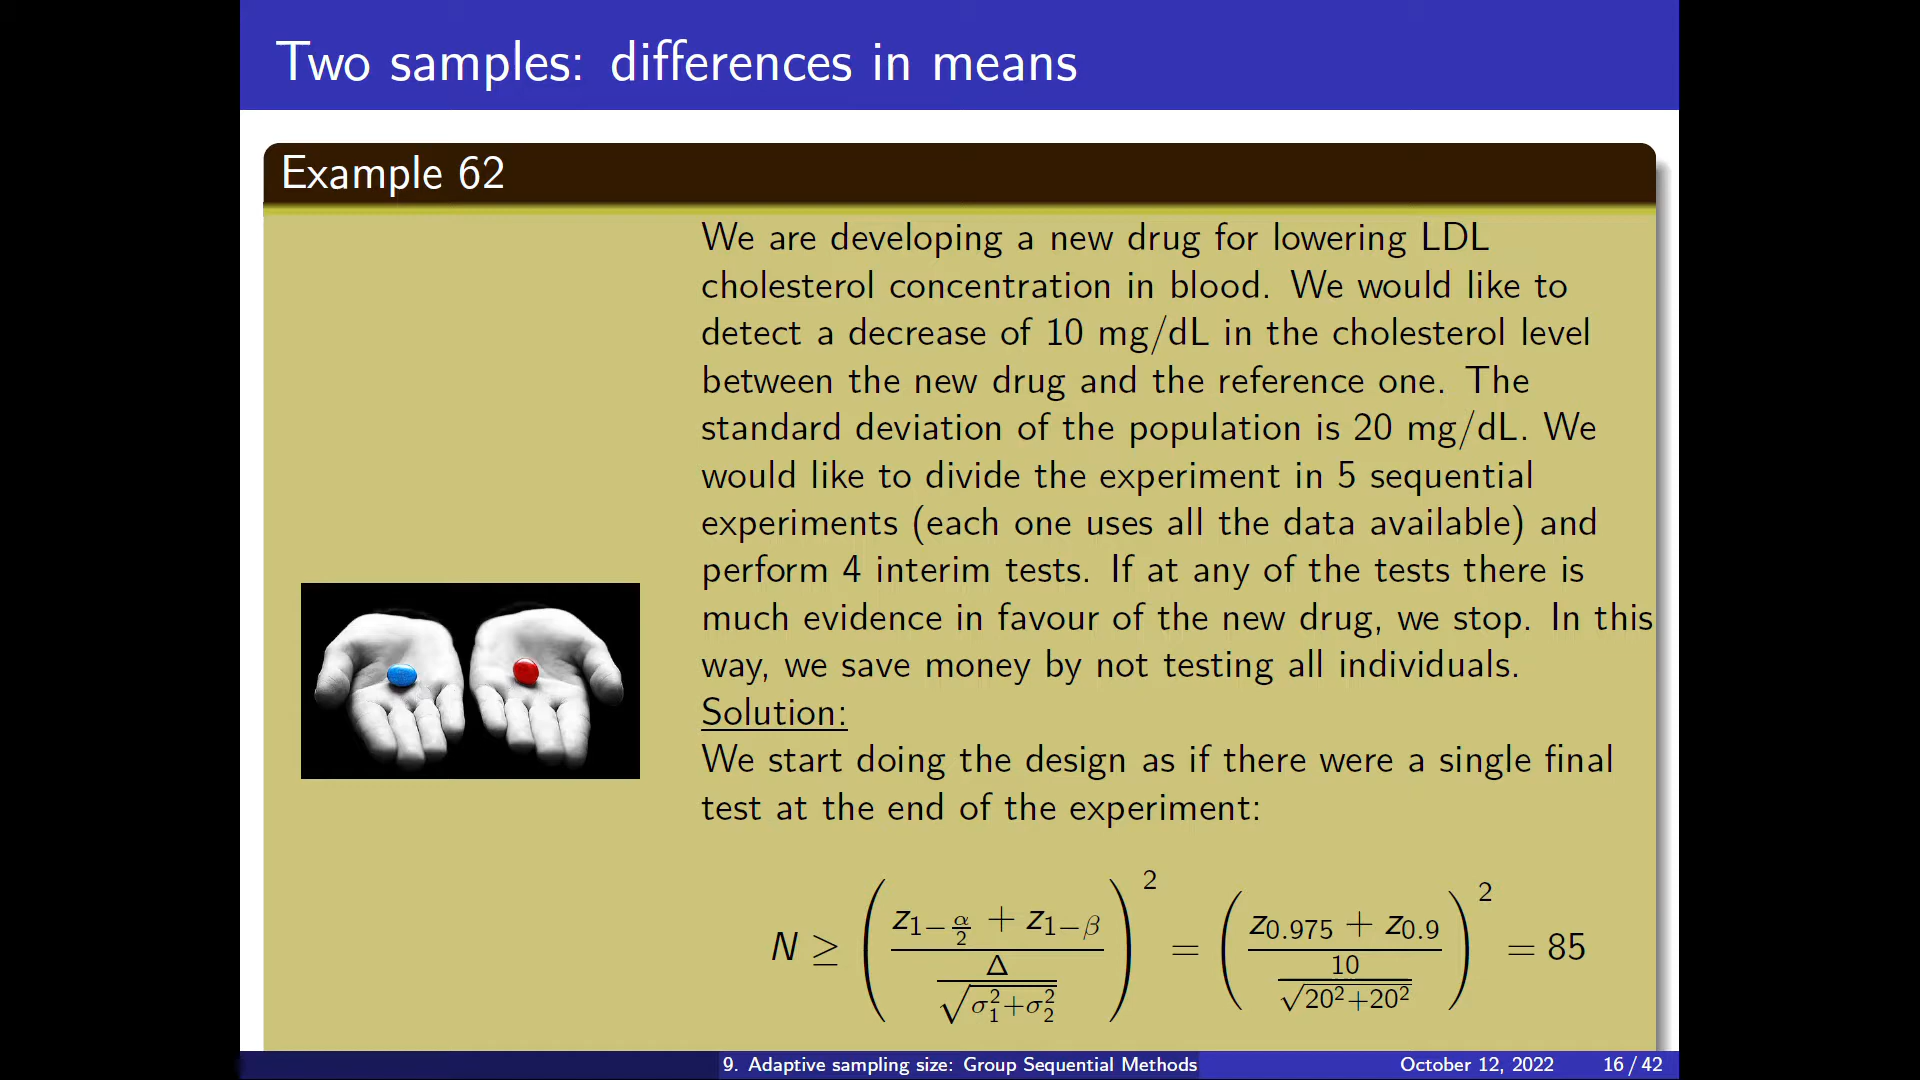 Two samples: differences in means
Example 62
We are developing a new drug for lowering LDL
cholesterol concentration in blood. We would like to
detect a decrease of 10 mg/dL in the cholesterol level
between the new drug and the reference one. The
standard deviation of the population is 20 mg/dL. We
would like to divide the experiment in 5 sequential
experiments (each one uses all the data available) and
perform 4 interim tests. If at any of the tests there is
much evidence in favour of the new drug, we stop. In this
way, we save money by not testing all individuals.
Solution:
We start doing the design as if there were a single final
test at the end of the experiment:
N ≥ ( (z_{1−α/2} + z_{1−β}) / (Δ / √(σ₁²+σ₂²)) )² = ( (z_{0.975} + z_{0.9}) / (10 / √(20²+20²)) )² = 85
9. Adaptive sampling size: Group Sequential Methods October 12, 2022 16 / 42